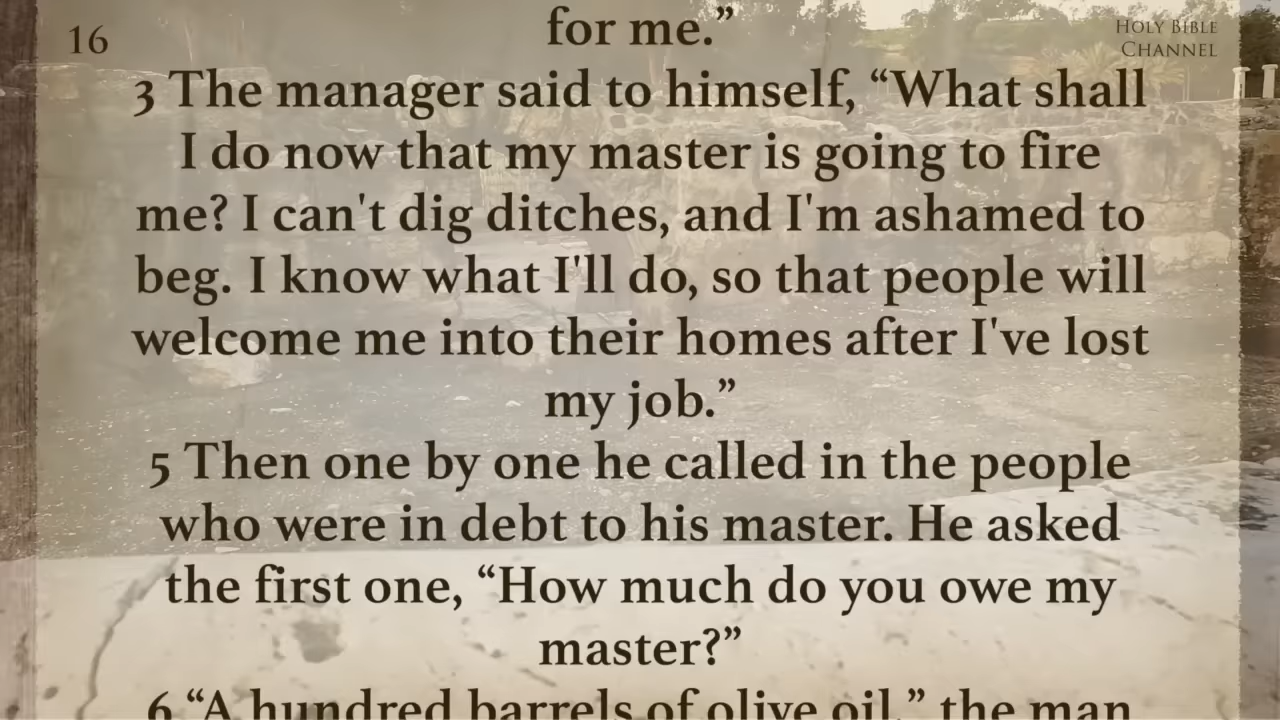 16
HOLY BIBLE
CHANNEL
for me.”
3 The manager said to himself, “What shall
I do now that my master is going to fire
me? I can't dig ditches, and I'm ashamed to
beg. I know what I'll do, so that people will
welcome me into their homes after I've lost
my job.”
5 Then one by one he called in the people
who were in debt to his master. He asked
the first one, “How much do you owe my
master?”
6 “A hundred barrels of olive oil,” the man